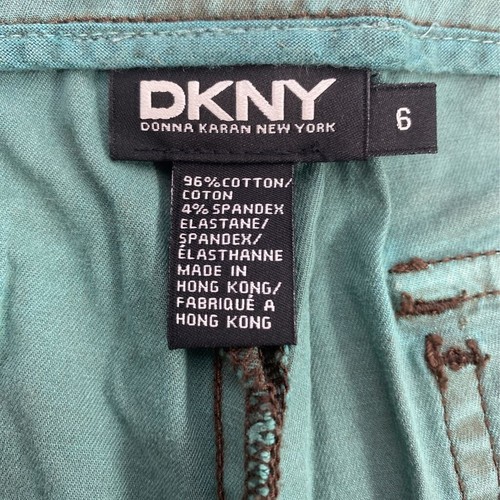 DKNY
DONNA KARAN NEW YORK
6
96%COTTON/
COTON
4%SPANDEX
ELASTANE/
SPANDEX/
ÉLASTHANNE
MADE IN
HONG KONG/
FABRIQUÉ A
HONG KONG